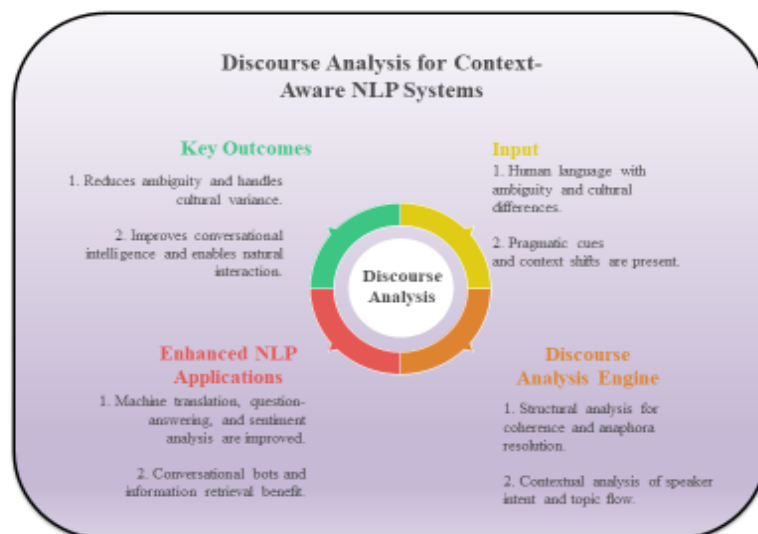 Discourse Analysis for Context-
Aware NLP Systems
Key Outcomes
1. Reduces ambiguity and handles
cultural variance.
2. Improves conversational
intelligence and enables natural
interaction.
Input
1. Human language with
ambiguity and cultural
differences.
2. Pragmatic cues
and context shifts are present.
Discourse
Analysis
Enhanced NLP
Applications
1. Machine translation, question-
answering, and sentiment
analysis are improved.
2. Conversational bots and
information retrieval benefit.
Discourse
Analysis Engine
1. Structural analysis for
coherence and anaphora
resolution.
2. Contextual analysis of speaker
intent and topic flow.